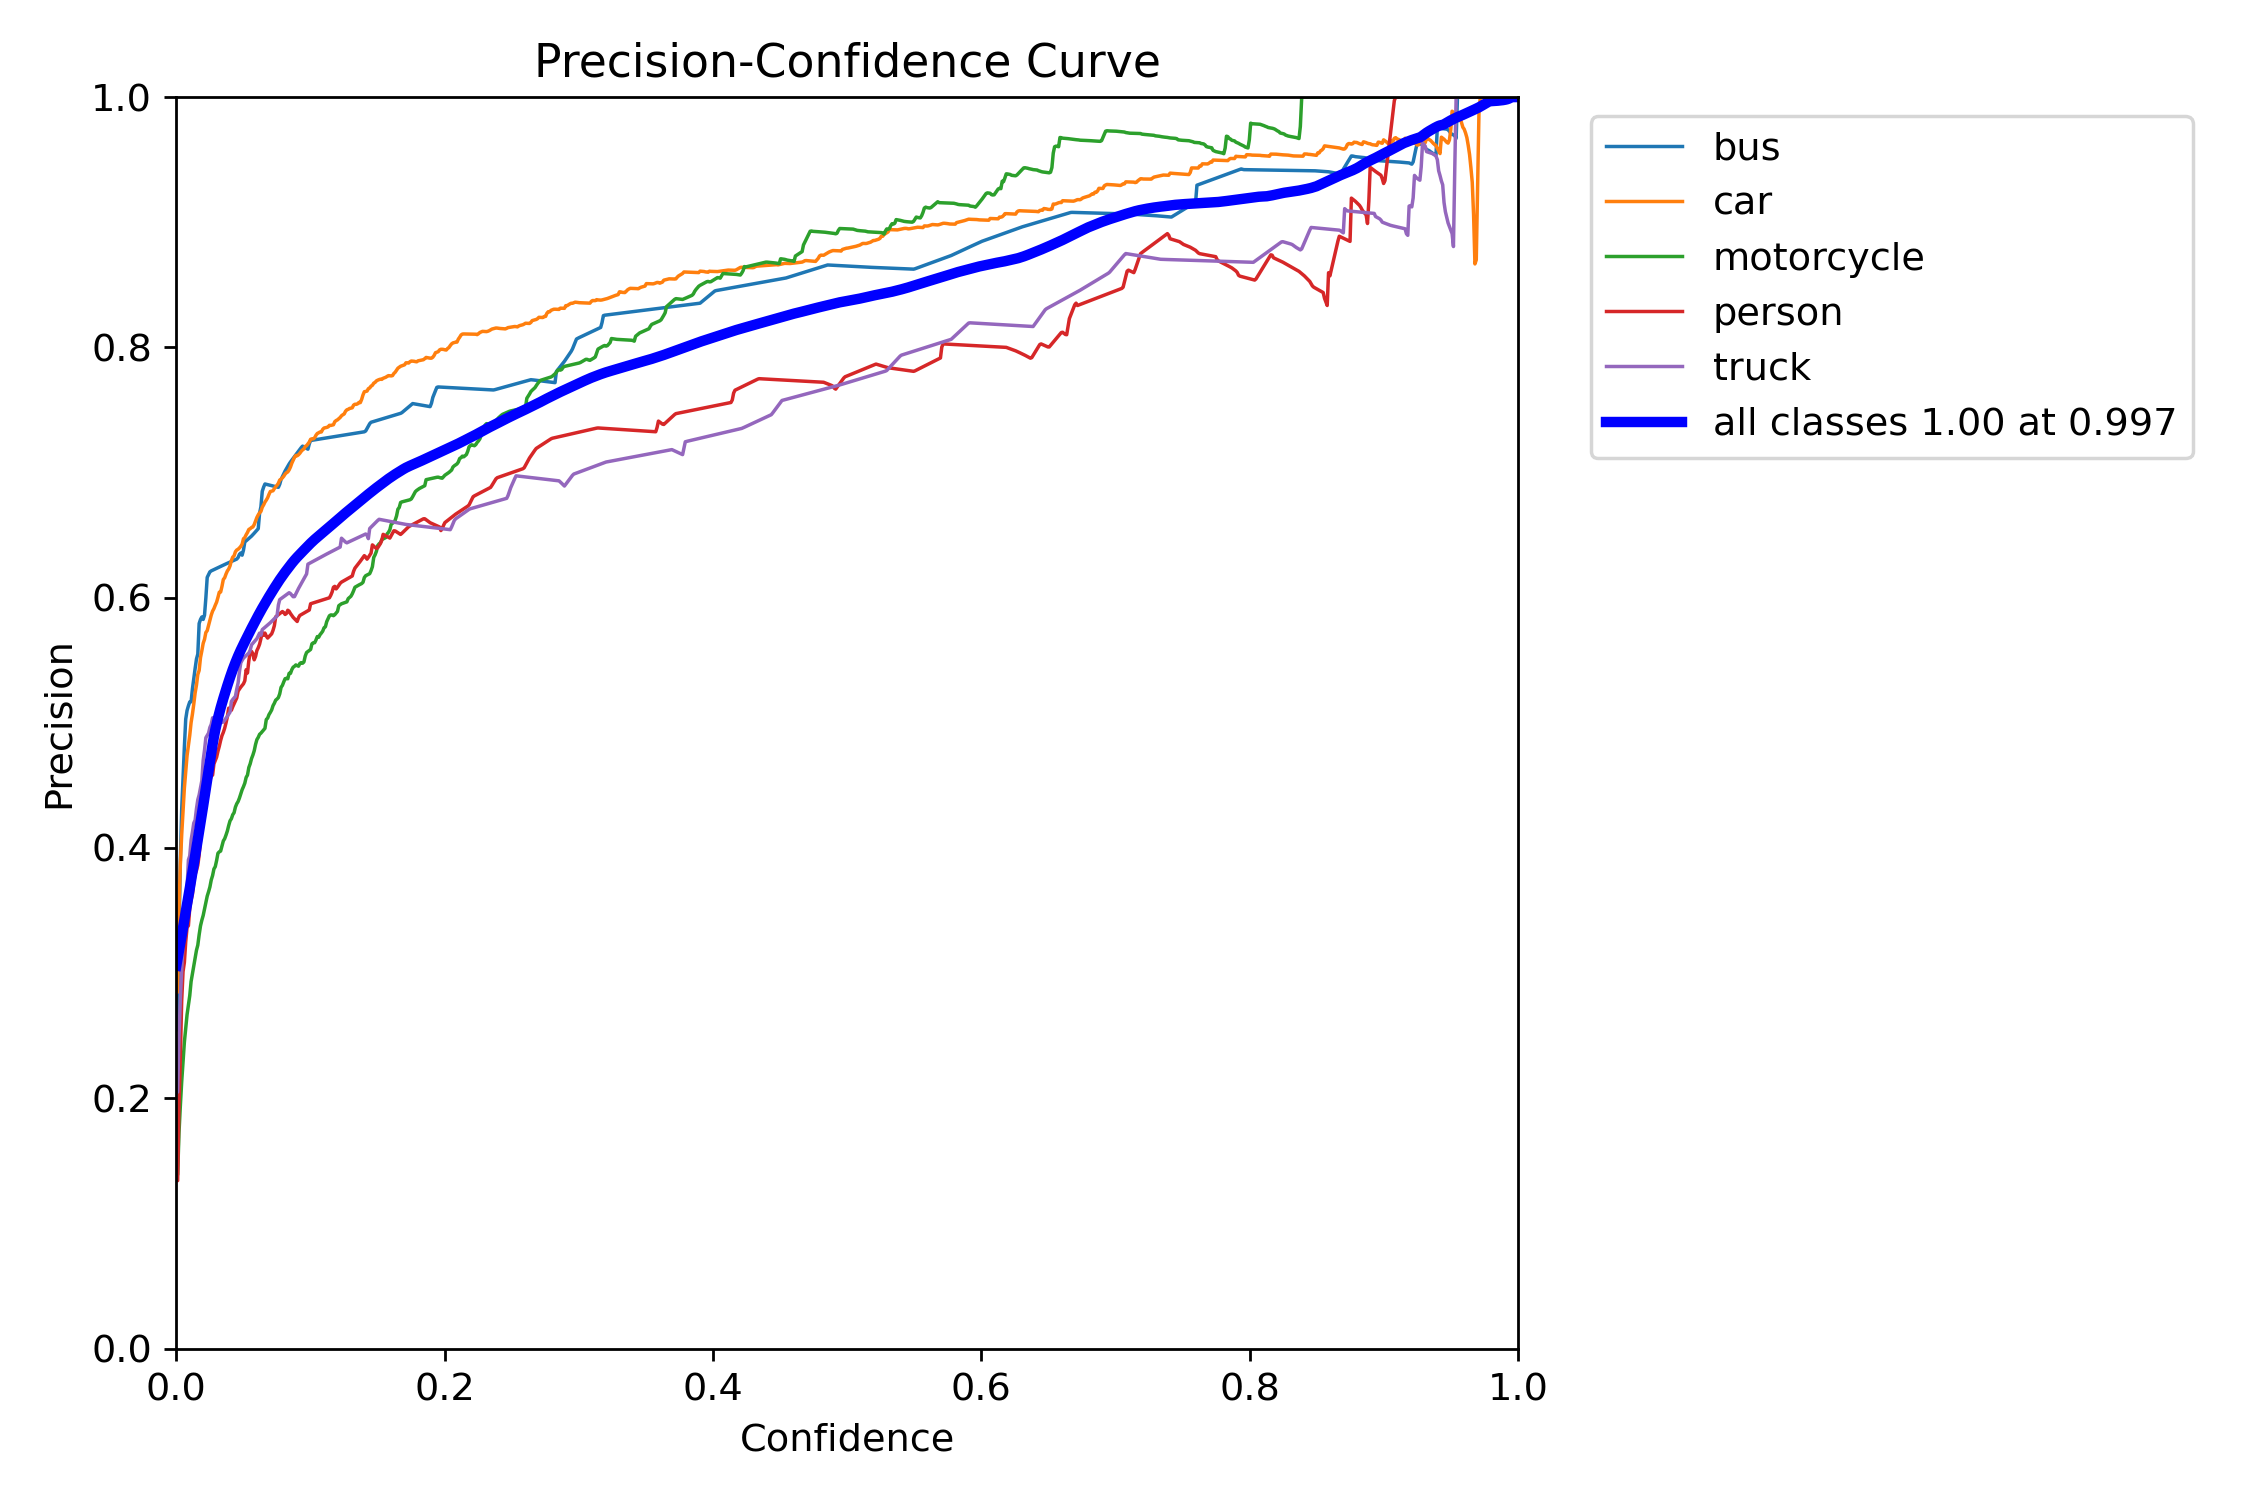 Precision-Confidence Curve
1.0
0.8
0.6
0.4
0.2
0.0
Precision
0.0 0.2 0.4 0.6 0.8 1.0
Confidence
bus
car
motorcycle
person
truck
all classes 1.00 at 0.997